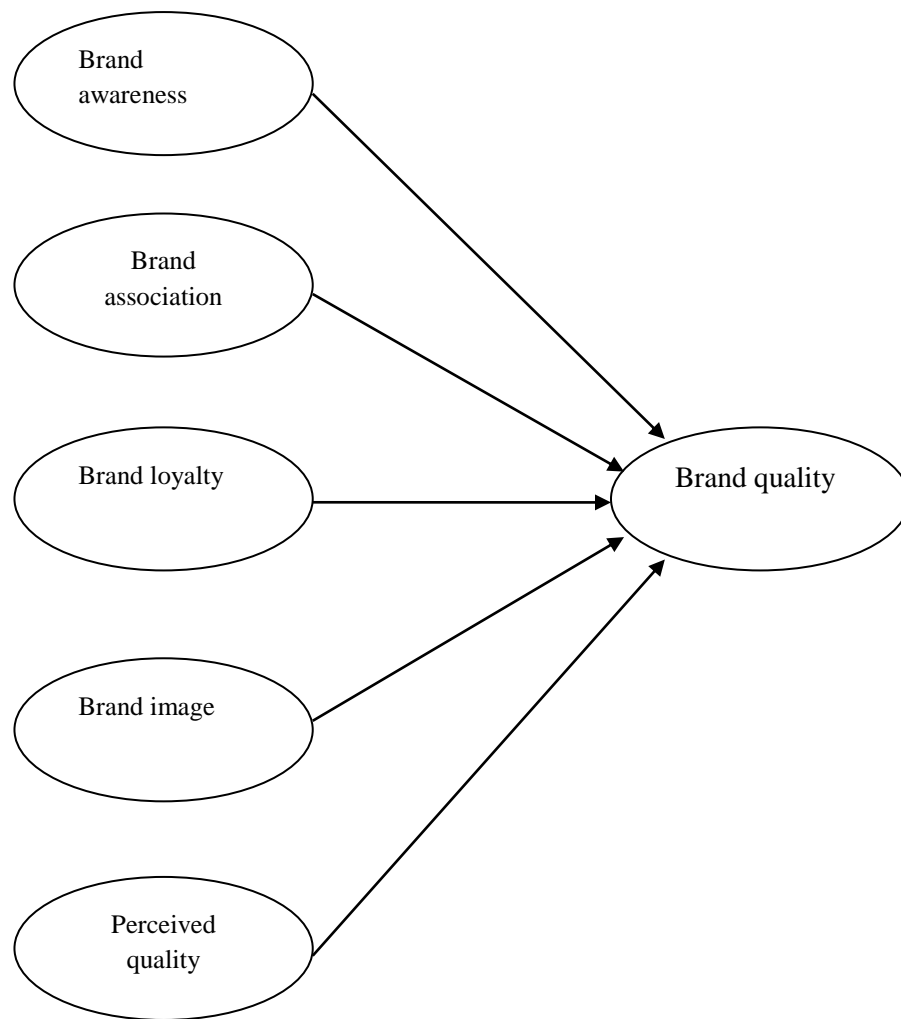 Brand
awareness
Brand
association
Brand loyalty
Brand quality
Brand image
Perceived
quality